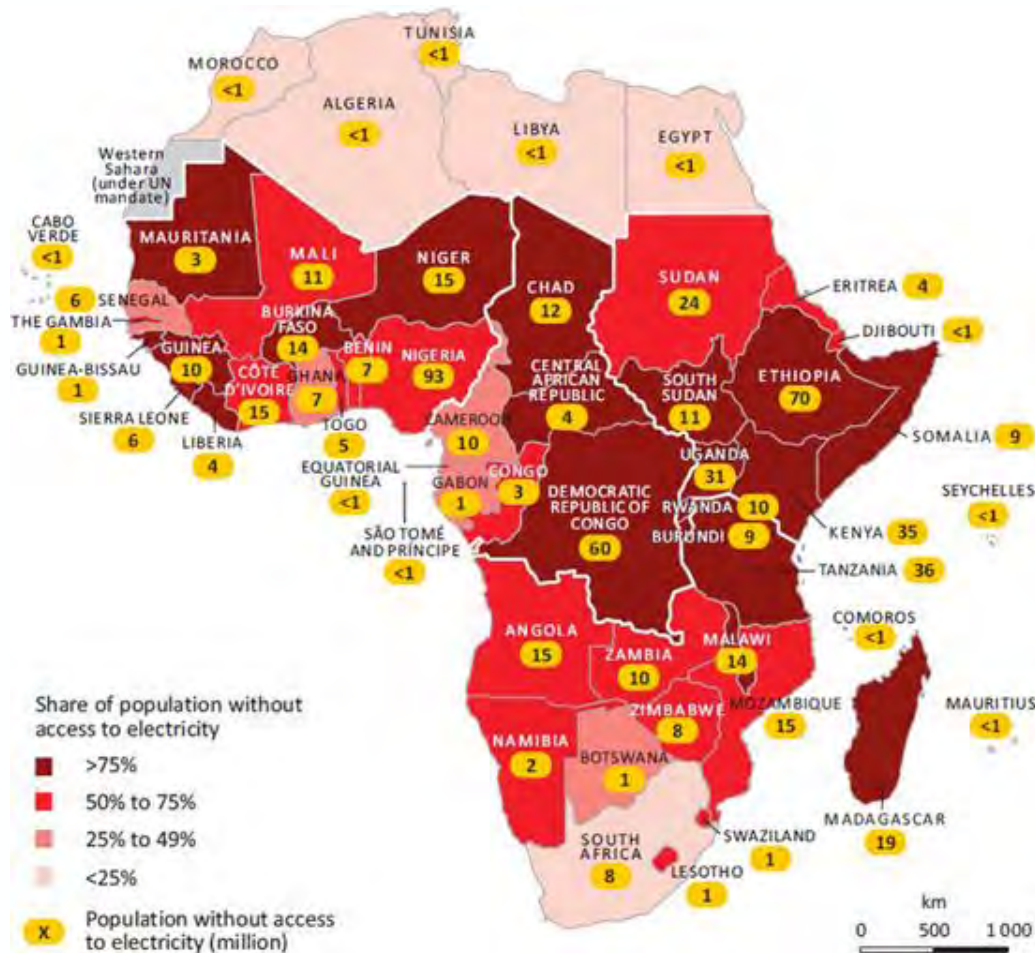 TUNISIA
<1
MOROCCO
<1
ALGERIA
<1
LIBYA
<1
EGYPT
<1
Western
Sahara
(under UN
mandate)
CABO
VERDE
<1
MAURITANIA
3
MALI
11
NIGER
15
CHAD
12
SUDAN
24
ERITREA 4
DJIBOUTI <1
6 SENEGAL
THE GAMBIA
1
GUINEA-BISSAU
1
GUINEA
10
SIERRA LEONE
6
LIBERIA
4
CÔTE
D'IVOIRE
15
BURKINA
FASO
14
GHANA
7
TOGO
5
BENIN
7
NIGERIA
93
CAMEROON
10
CENTRAL
AFRICAN
REPUBLIC
4
SOUTH
SUDAN
11
ETHIOPIA
70
SOMALIA 9
EQUATORIAL
GUINEA
<1
GABON
1
CONGO
3
SÃO TOMÉ
AND PRÍNCIPE
<1
DEMOCRATIC
REPUBLIC OF
CONGO
60
UGANDA
31
RWANDA 10
BURUNDI 9
KENYA 35
TANZANIA 36
SEYCHELLES
<1
COMOROS
<1
ANGOLA
15
ZAMBIA
10
MALAWI
14
MOZAMBIQUE
15
ZIMBABWE
8
MAURITIUS
<1
NAMIBIA
2
BOTSWANA
1
MADAGASCAR
19
SOUTH
AFRICA
8
SWAZILAND
1
LESOTHO
1
Share of population without
access to electricity
>75%
50% to 75%
25% to 49%
<25%
X Population without access
to electricity (million)
km
0 500 1 000